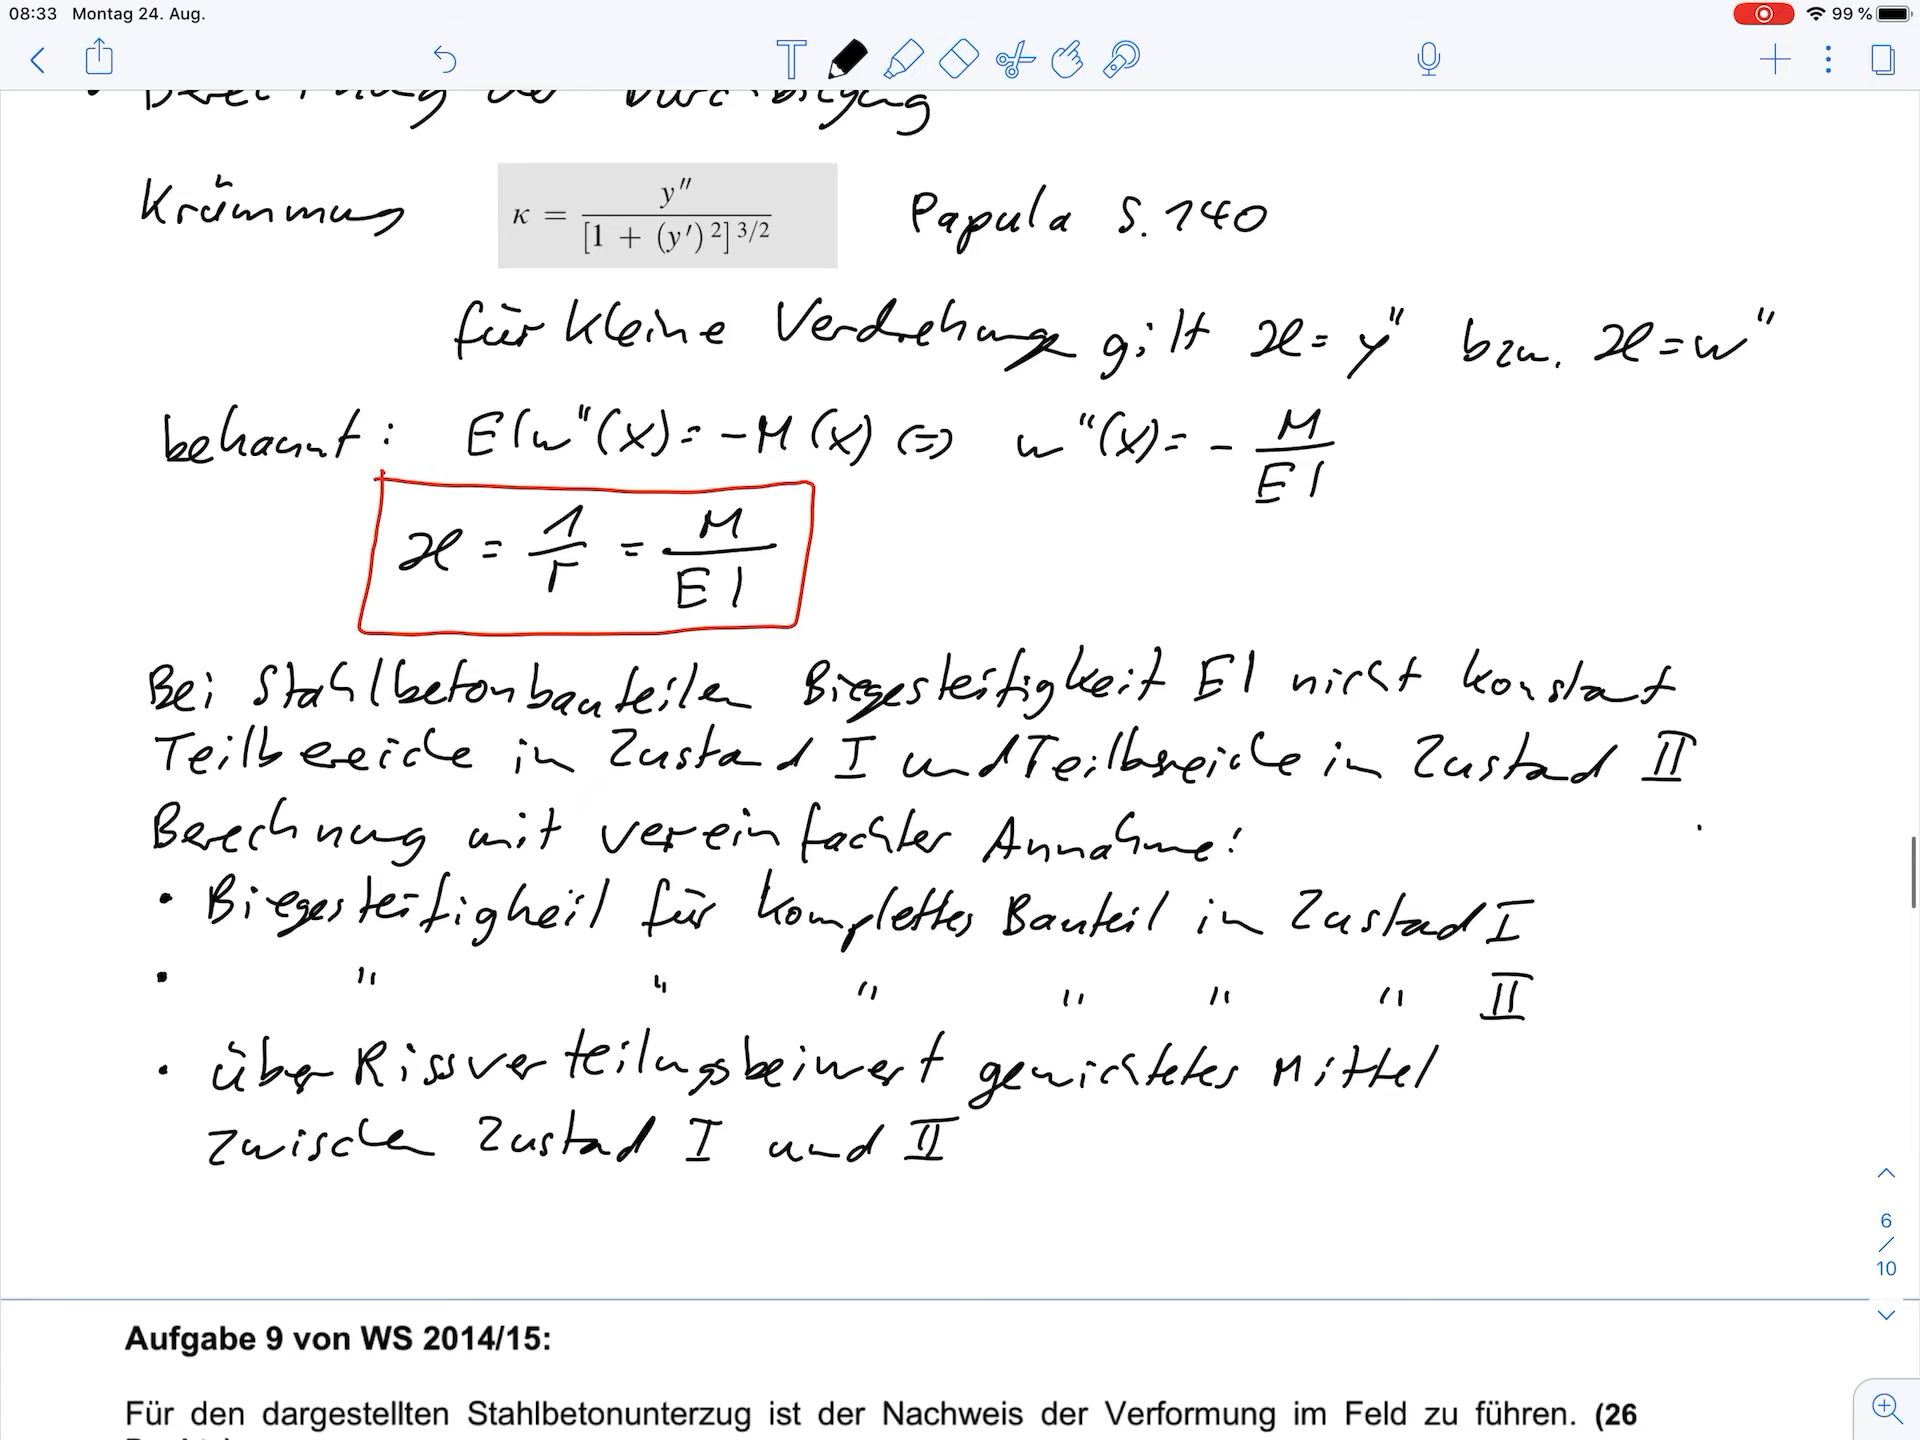 08:33 Montag 24. Aug. 99 %
• Berechnung der Durchbiegung
Krümmung κ = y″ / [1 + (y′)²]^3/2 Papula S. 140
für kleine Verdrehung gilt æ = y" bzw. æ = w"
bekannt: EIw"(x) = -M(x) <=> w"(x) = - M/EI
æ = 1/r = M/EI
Bei Stahlbetonbauteilen Biegesteifigkeit EI nicht konstant
Teilbereiche in Zustand I und Teilbereiche in Zustand II
Berechnung mit vereinfachter Annahme:
• Biegesteifigkeit für komplettes Bauteil in Zustand I
• " " " " " " II
• über Rissverteilungsbeiwert gewichtetes Mittel
zwischen Zustand I und II
6 / 10
Aufgabe 9 von WS 2014/15:
Für den dargestellten Stahlbetonunterzug ist der Nachweis der Verformung im Feld zu führen. (26